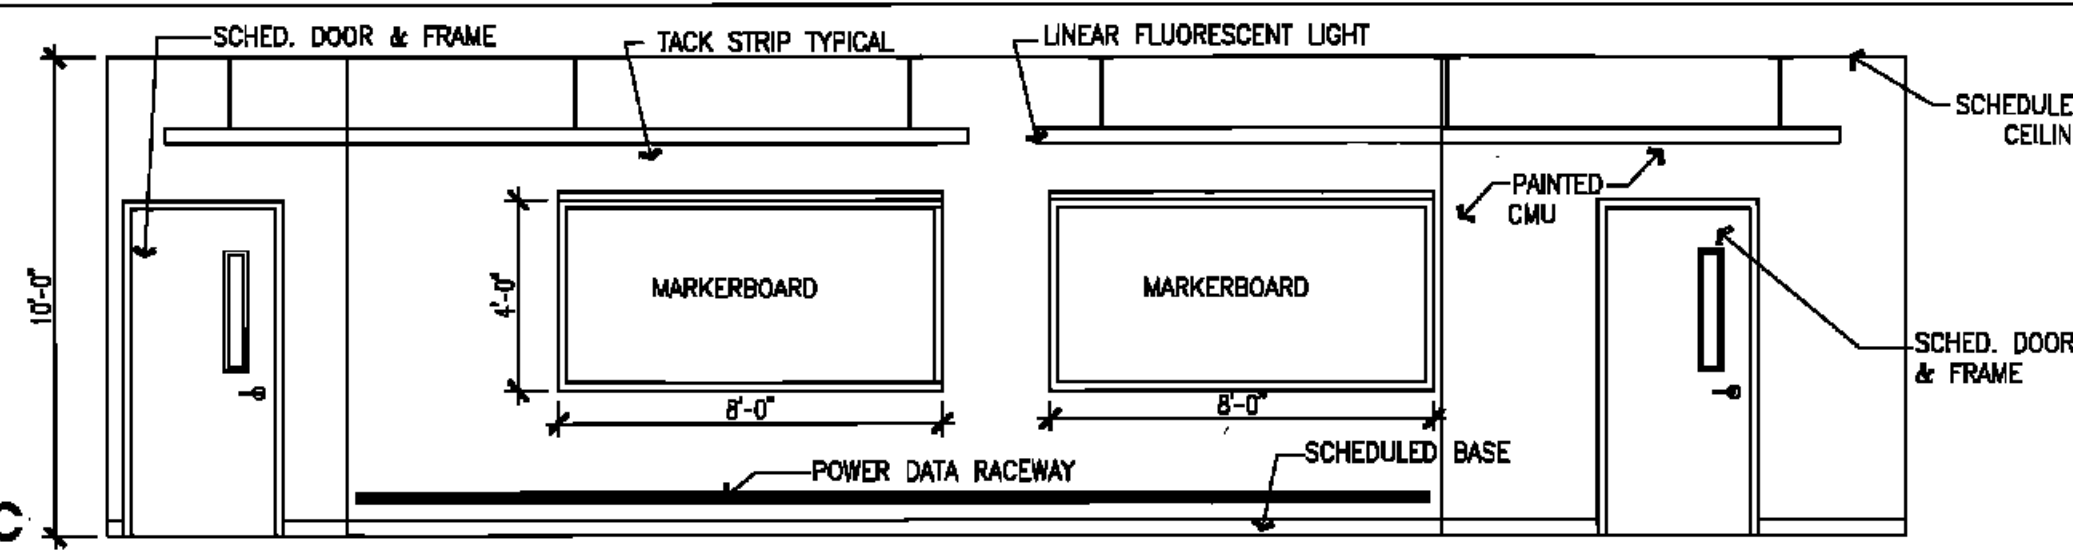 SCHED. DOOR & FRAME
TACK STRIP TYPICAL
LINEAR FLUORESCENT LIGHT
SCHEDULE
CEILIN
PAINTED
CMU
10'-0"
4'-0"
MARKERBOARD
MARKERBOARD
SCHED. DOOR
& FRAME
8'-0"
8'-0"
SCHEDULED BASE
POWER DATA RACEWAY